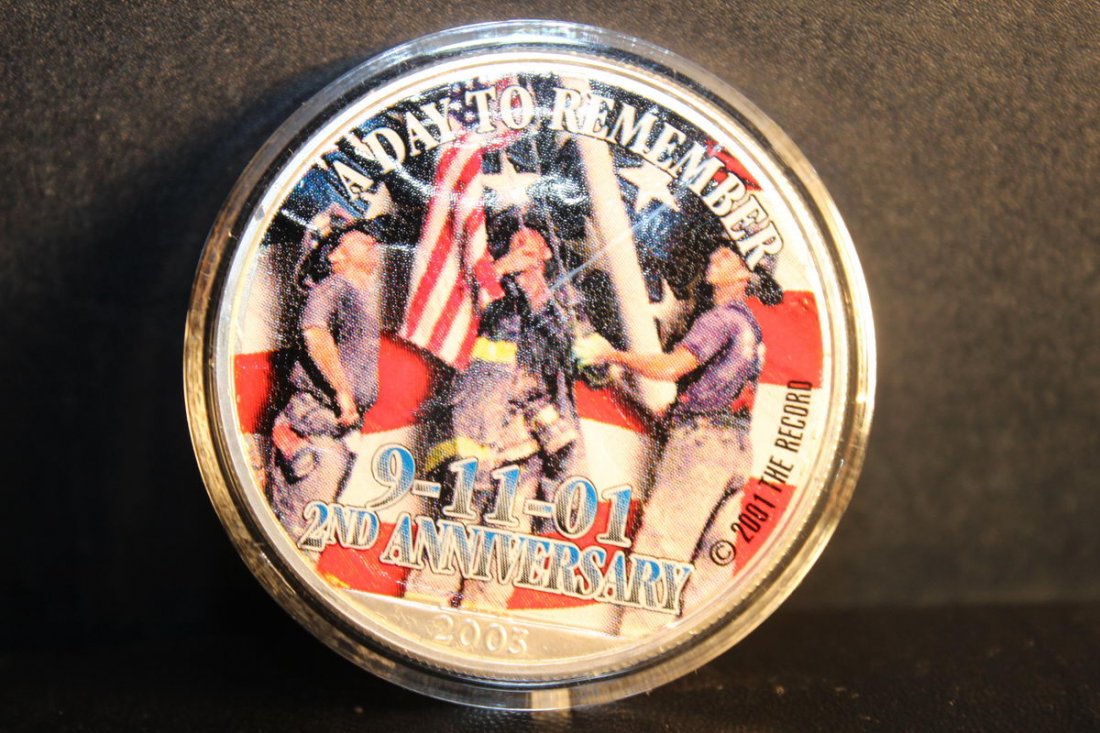 A DAY TO REMEMBER
9-11-01
2ND ANNIVERSARY
© 2001 THE RECORD
2003